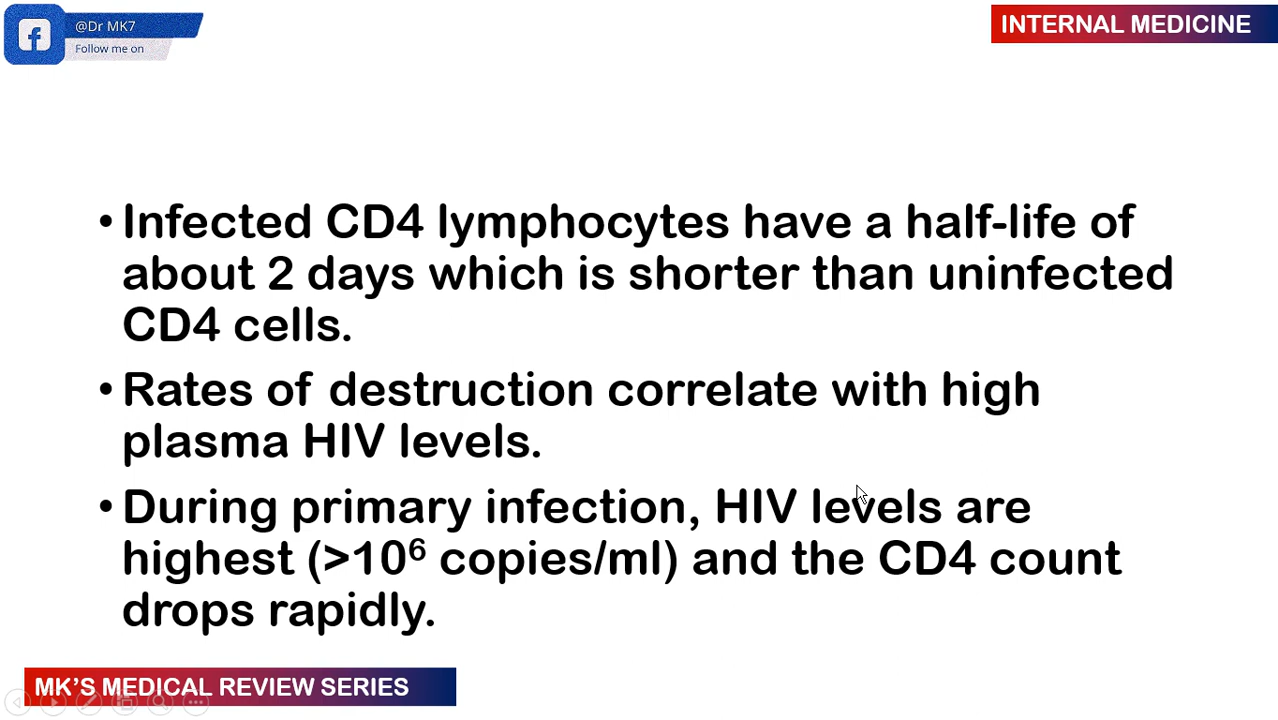 @Dr MK7
Follow me on
INTERNAL MEDICINE
• Infected CD4 lymphocytes have a half-life of
about 2 days which is shorter than uninfected
CD4 cells.
• Rates of destruction correlate with high
plasma HIV levels.
• During primary infection, HIV levels are
highest (>10⁶ copies/ml) and the CD4 count
drops rapidly.
MK'S MEDICAL REVIEW SERIES